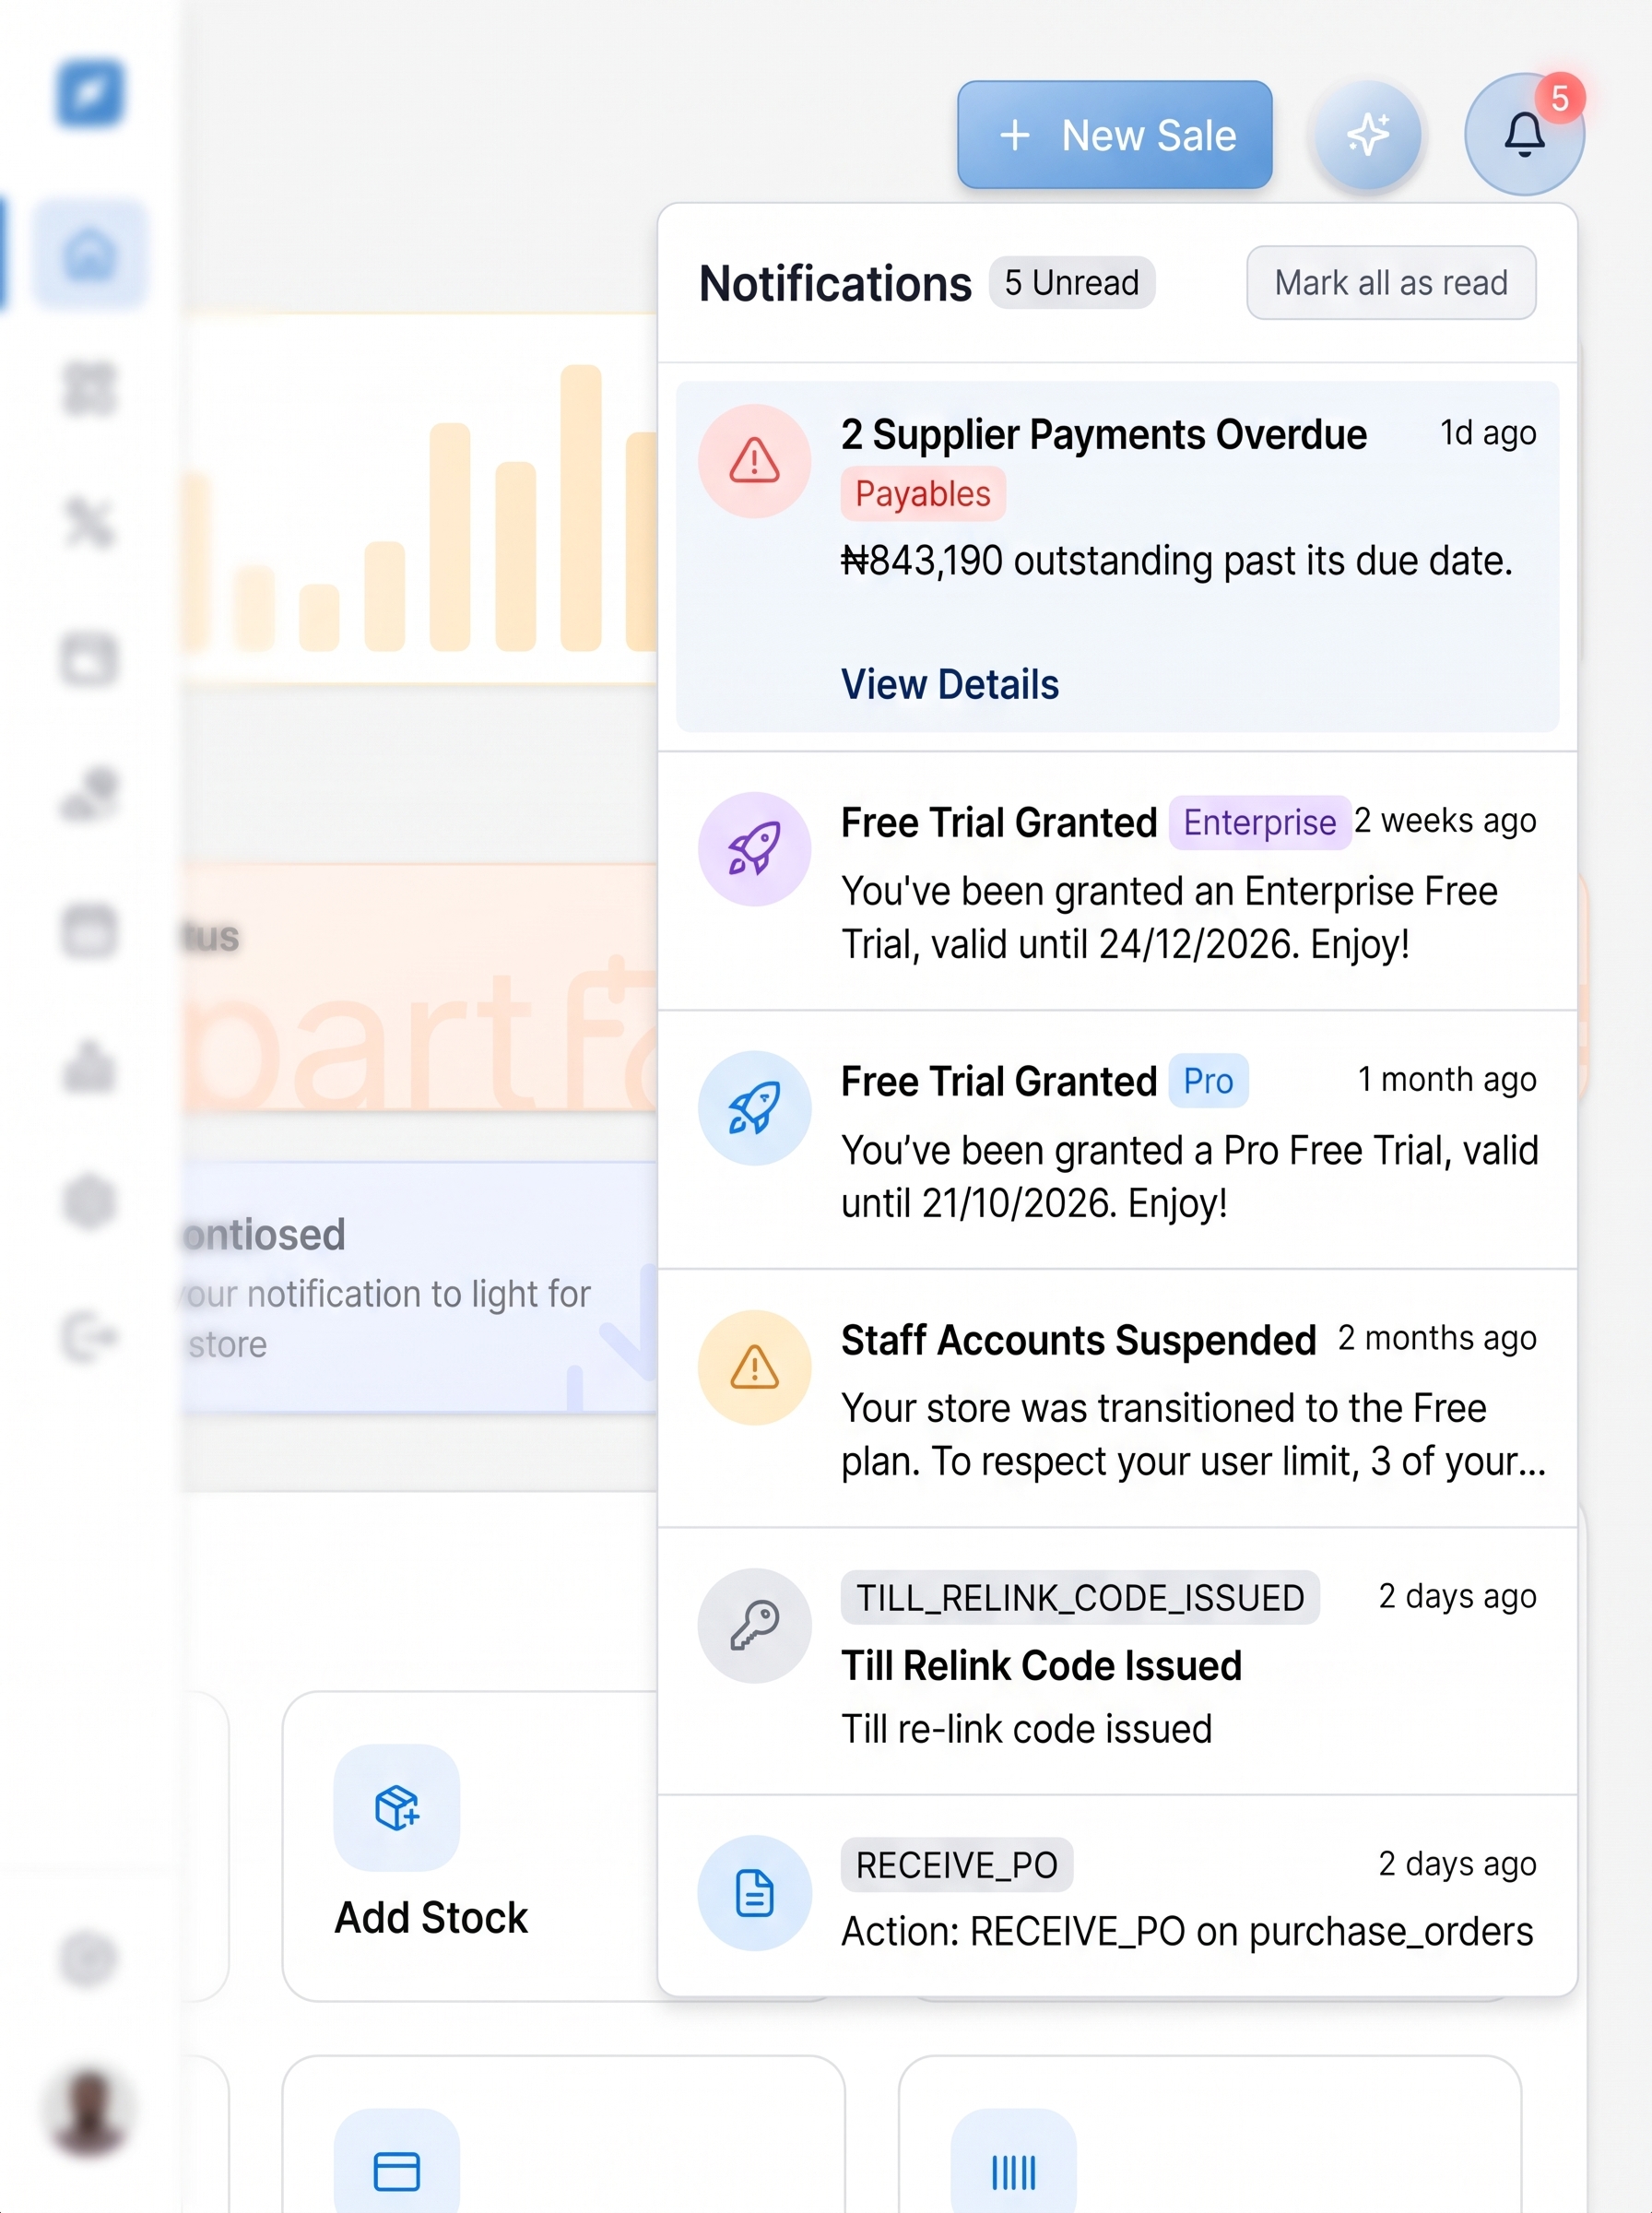 + New Sale
5
Notifications
5 Unread
Mark all as read
2 Supplier Payments Overdue
1d ago
Payables
₦843,190 outstanding past its due date.
View Details
Free Trial Granted
Enterprise
2 weeks ago
You've been granted an Enterprise Free
Trial, valid until 24/12/2026. Enjoy!
Free Trial Granted
Pro
1 month ago
You’ve been granted a Pro Free Trial, valid
until 21/10/2026. Enjoy!
Staff Accounts Suspended
2 months ago
Your store was transitioned to the Free
plan. To respect your user limit, 3 of your...
TILL_RELINK_CODE_ISSUED
2 days ago
Till Relink Code Issued
Till re-link code issued
RECEIVE_PO
2 days ago
Action: RECEIVE_PO on purchase_orders
tus
partfo
ontiosed
your notification to light for
store
Add Stock